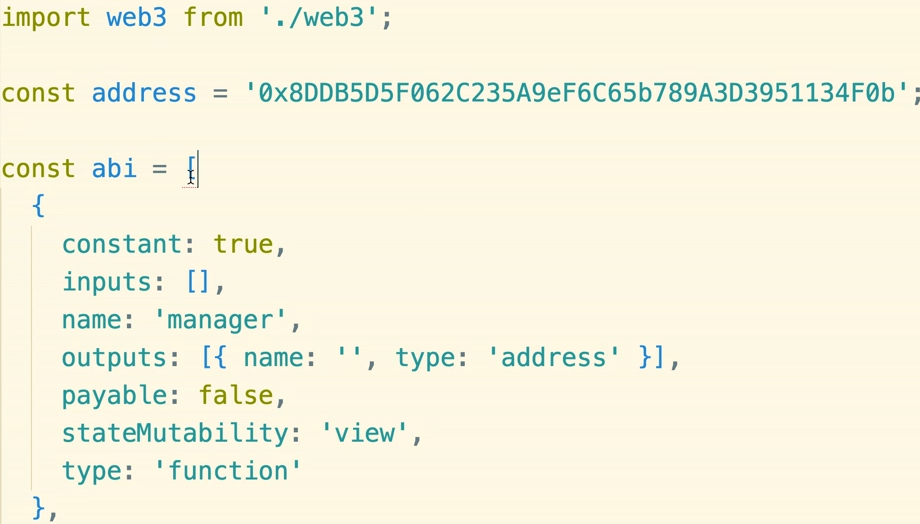 import web3 from './web3';
const address = '0x8DDB5D5F062C235A9eF6C65b789A3D3951134F0b';
const abi = [
{
constant: true,
inputs: [],
name: 'manager',
outputs: [{ name: '', type: 'address' }],
payable: false,
stateMutability: 'view',
type: 'function'
},